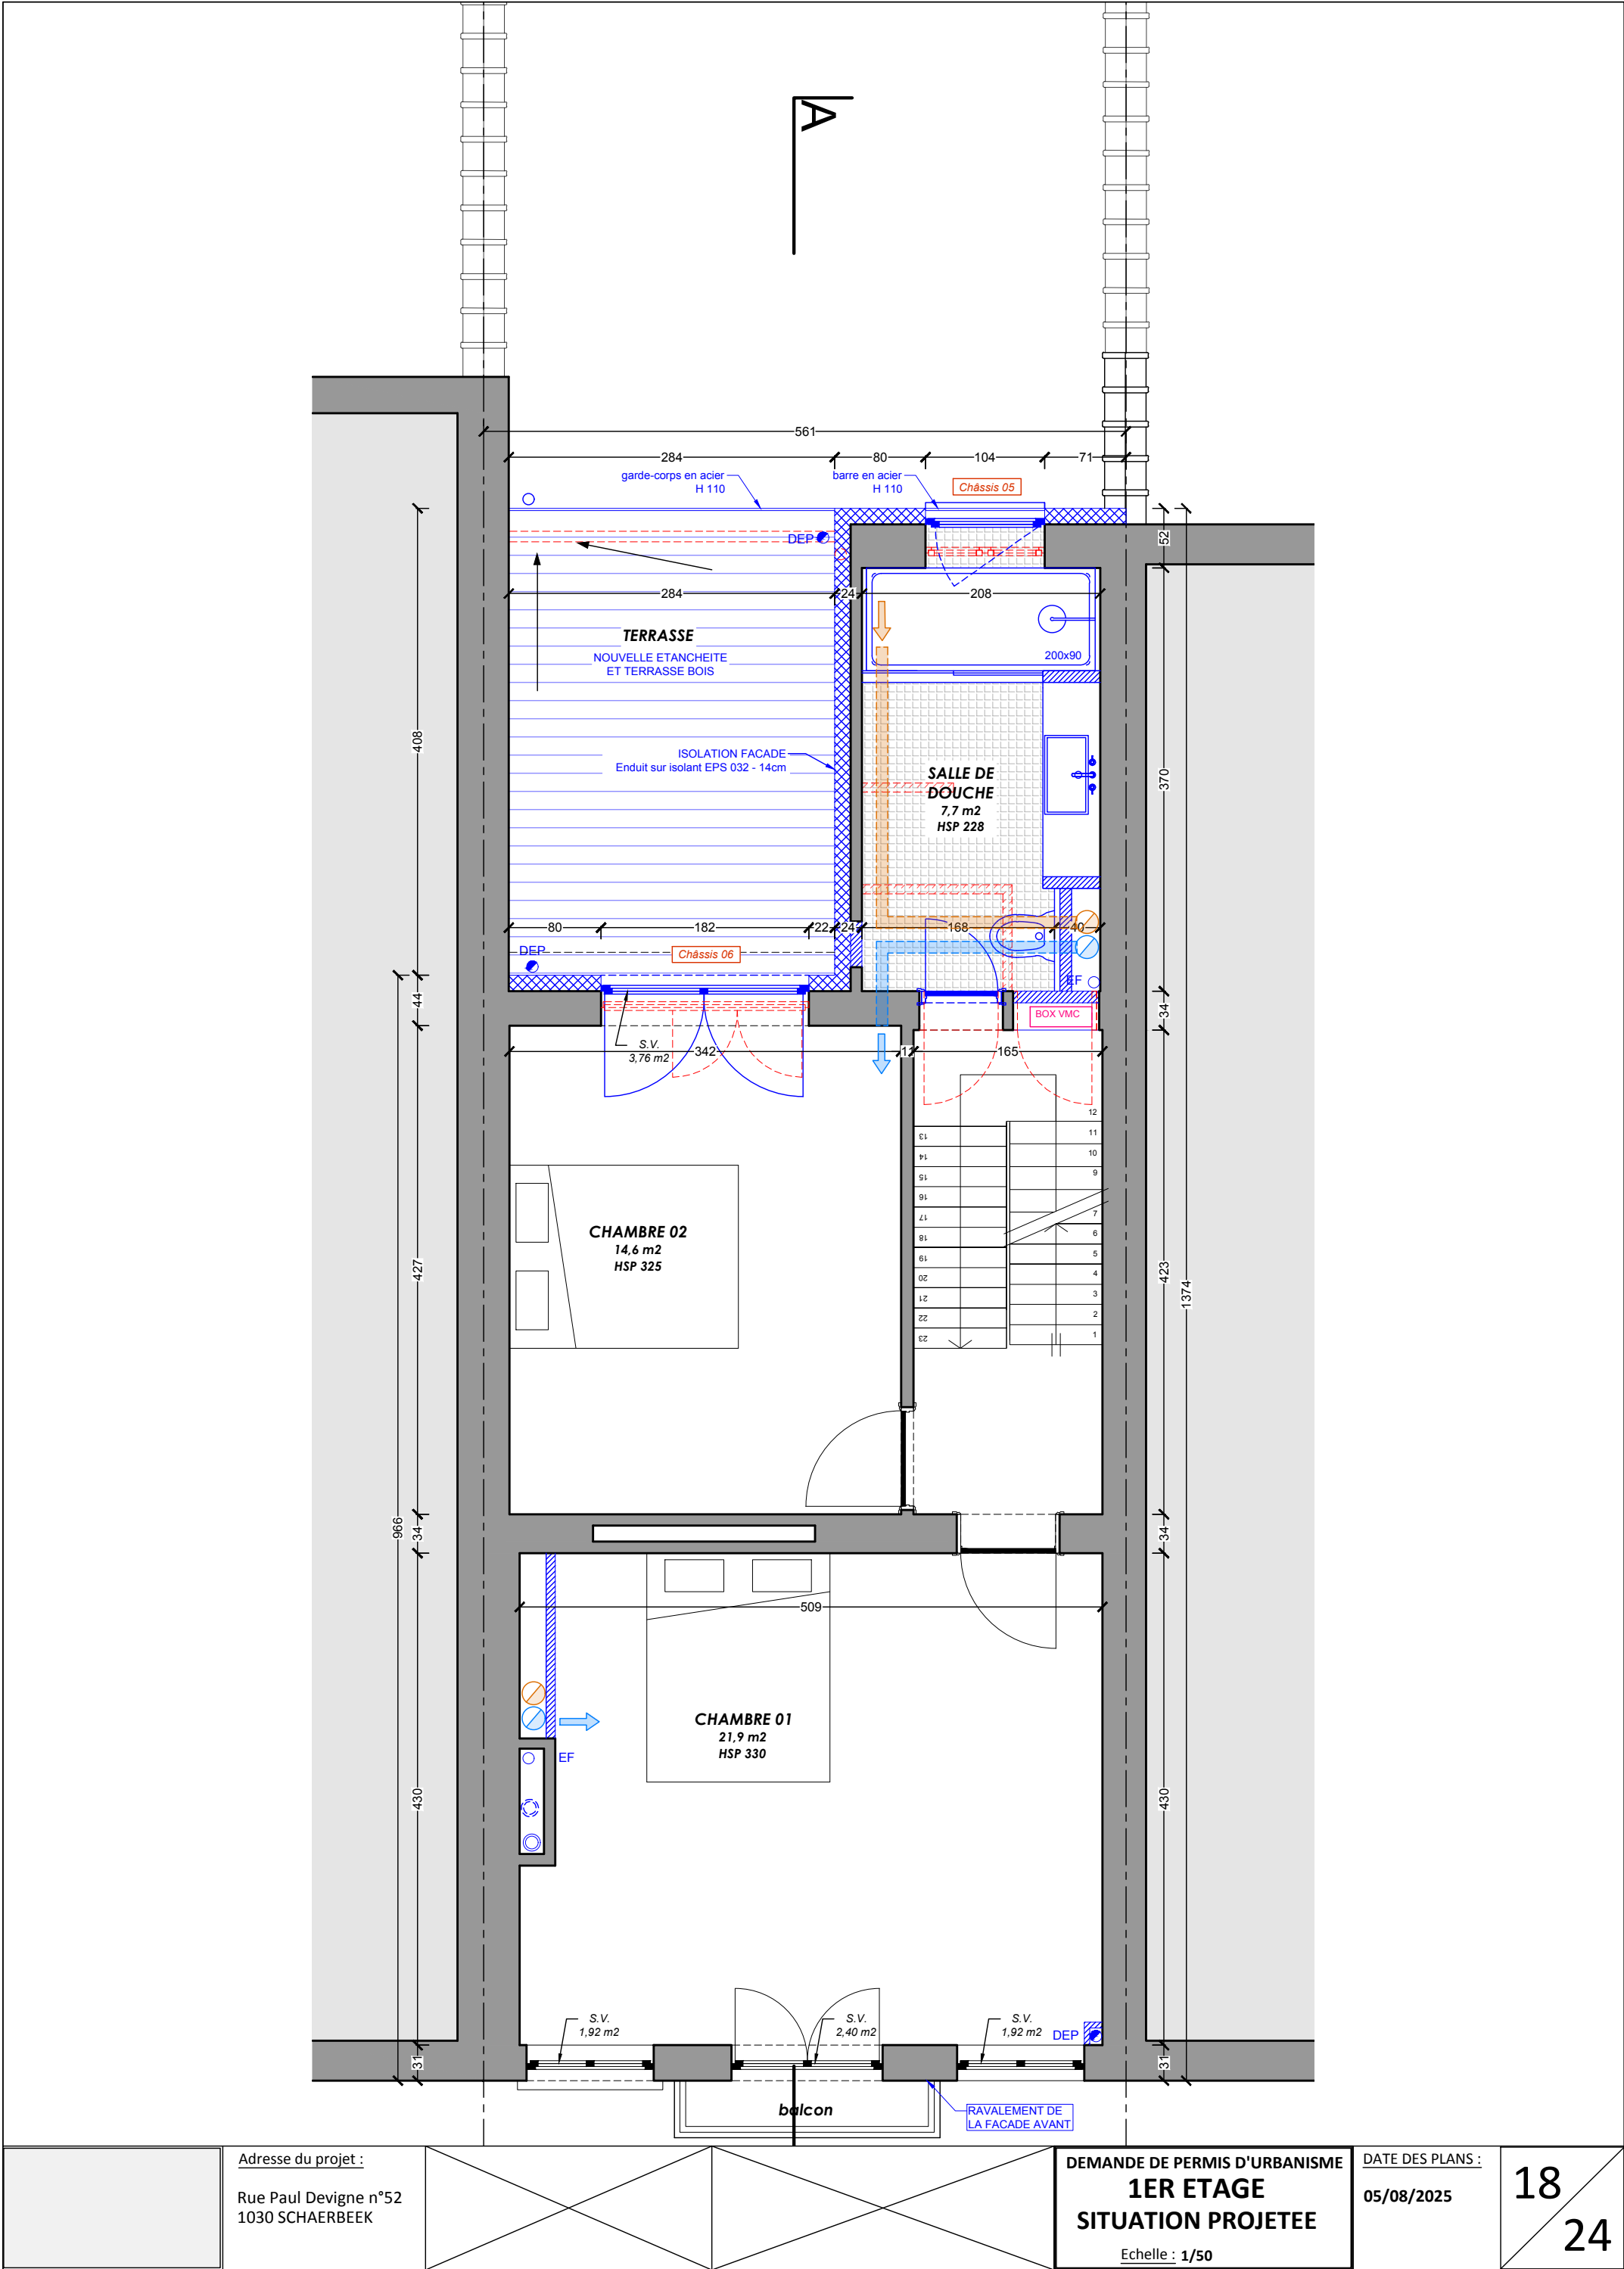 A
561
284
80
104
71
garde-corps en acier
H 110
barre en acier
H 110
Châssis 05
DEP
52
284
24
208
TERRASSE
NOUVELLE ETANCHEITE
ET TERRASSE BOIS
200x90
408
ISOLATION FACADE
Enduit sur isolant EPS 032 - 14cm
SALLE DE
DOUCHE
7,7 m2
HSP 228
370
80
182
22
24
168
40
DEP
Châssis 06
EF
44
34
BOX VMC
S.V.
3,76 m2
342
11
165
12
11
10
9
7
6
5
4
3
2
1
13
14
15
16
17
18
19
20
21
22
23
CHAMBRE 02
14,6 m2
HSP 325
427
423
1374
966
34
34
509
CHAMBRE 01
21,9 m2
HSP 330
EF
430
430
S.V.
1,92 m2
S.V.
2,40 m2
S.V.
1,92 m2
DEP
31
31
balcon
RAVALEMENT DE
LA FACADE AVANT
Adresse du projet :
Rue Paul Devigne n°52
1030 SCHAERBEEK
DEMANDE DE PERMIS D'URBANISME
1ER ETAGE
SITUATION PROJETEE
Echelle : 1/50
DATE DES PLANS :
05/08/2025
18
24